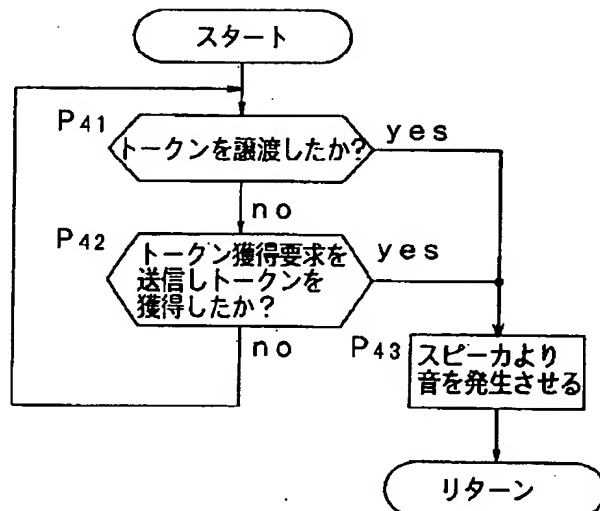 スタート
P41
トークンを譲渡したか?
yes
no
P42
トークン獲得要求を
送信しトークンを
獲得したか?
yes
no
P43
スピーカより
音を発生させる
リターン